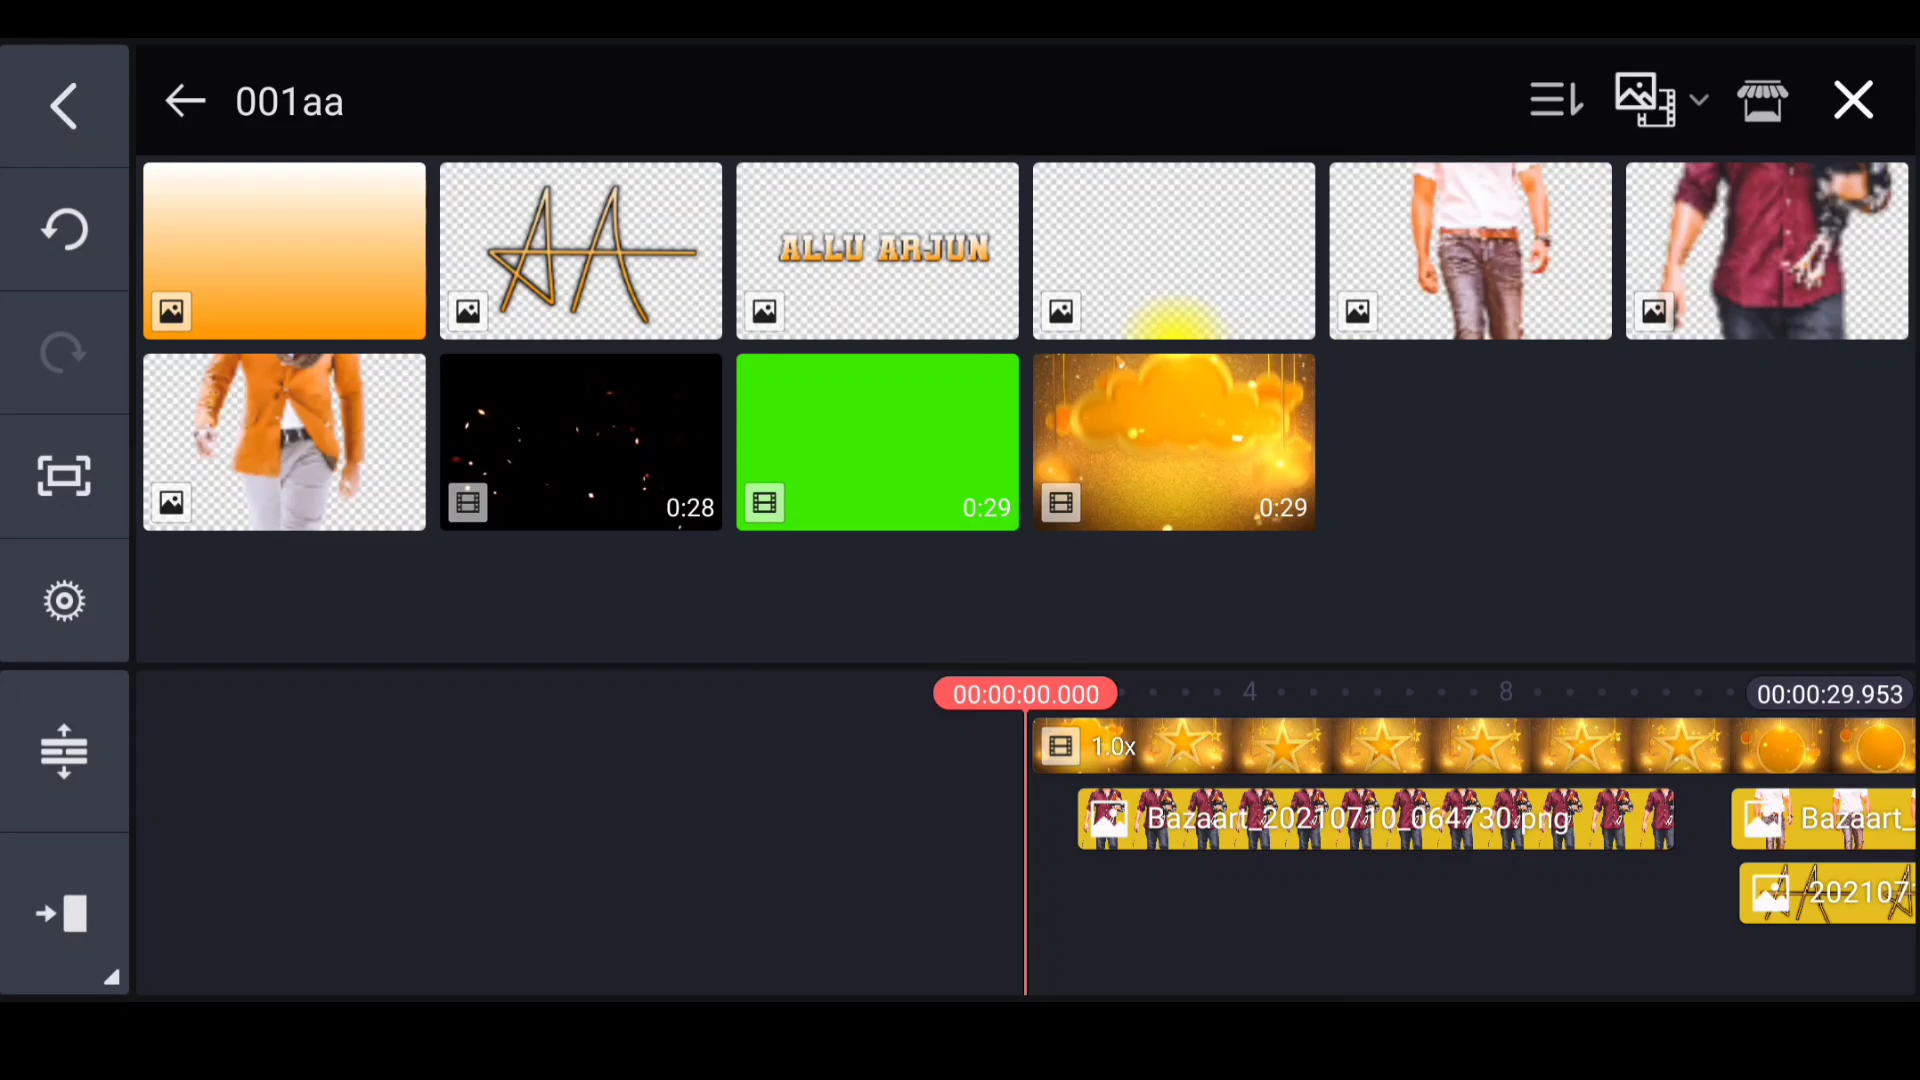 001aa
AA
ALLU ARJUN
0:28
0:29
0:29
00:00:00.000
4
8
00:00:29.953
1.0x
Bazaart_20210710_064730.png
Bazaart_
202107